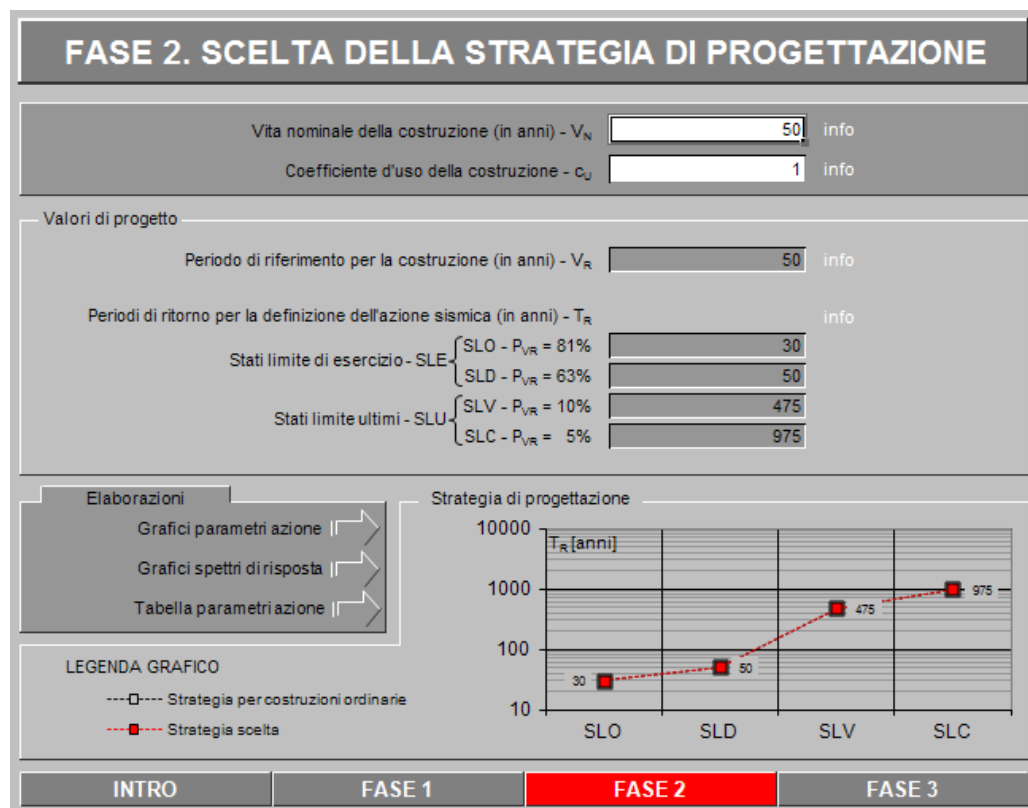 FASE 2. SCELTA DELLA STRATEGIA DI PROGETTAZIONE
Vita nominale della costruzione (in anni) - VN 50 info
Coefficiente d'uso della costruzione - cU 1 info
Valori di progetto
Periodo di riferimento per la costruzione (in anni) - VR 50 info
Periodi di ritorno per la definizione dell'azione sismica (in anni) - TR info
Stati limite di esercizio - SLE
SLO - PVR = 81% 30
SLD - PVR = 63% 50
Stati limite ultimi - SLU
SLV - PVR = 10% 475
SLC - PVR = 5% 975
Elaborazioni
Grafici parametri azione
Grafici spettri di risposta
Tabella parametri azione
Strategia di progettazione
TR [anni]
10000
1000
100
10
30
50
475
975
SLO SLD SLV SLC
LEGENDA GRAFICO
Strategia per costruzioni ordinarie
Strategia scelta
INTRO FASE 1 FASE 2 FASE 3